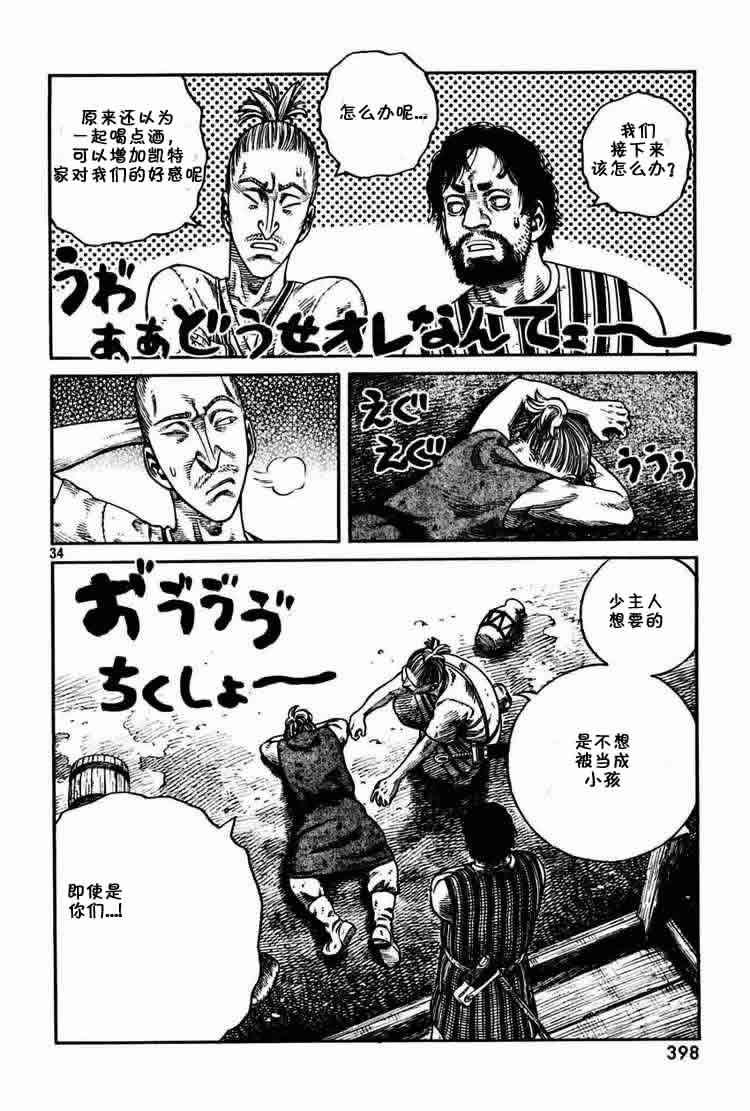 我们
接下来
该怎么办?
怎么办呢...
原来还以为
一起喝点酒,
可以增加凯特
家对我们的好感呢
うわ
ああどうせオレなんてェ〜
えぐ
えぐ
ううう
34
お゛う゛う゛う゛
ちくしょ〜
少主人
想要的
是不想
被当成
小孩
即使是
你们...!
398